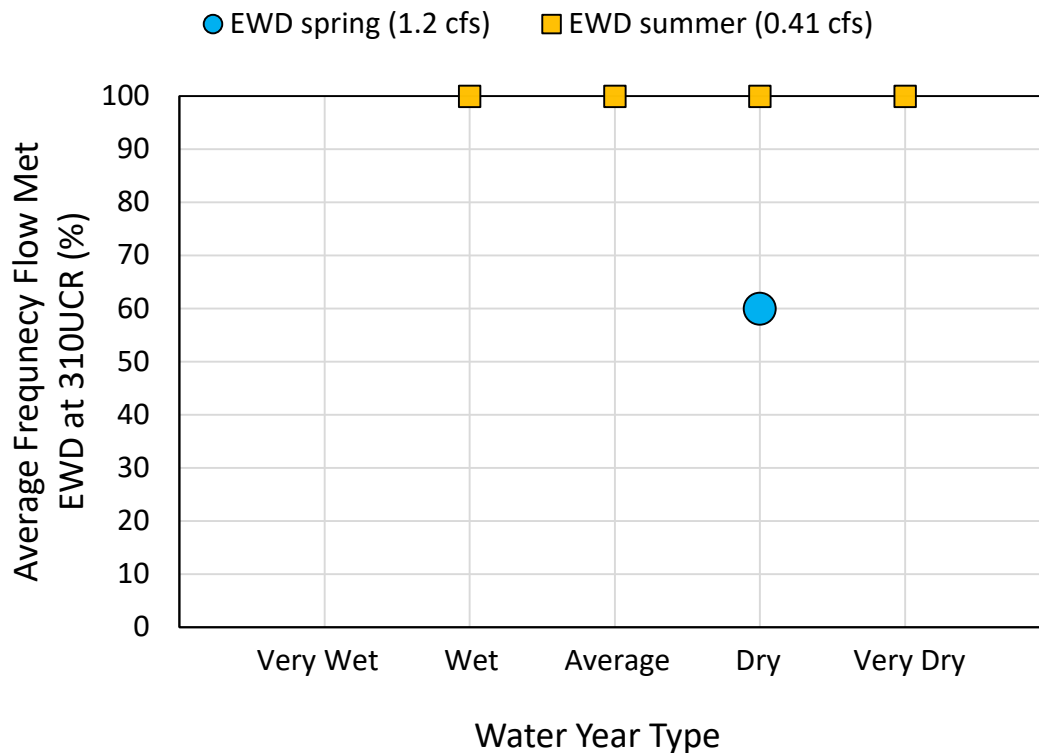 EWD spring (1.2 cfs) EWD summer (0.41 cfs)
Average Frequnecy Flow Met
EWD at 310UCR (%)
100
90
80
70
60
50
40
30
20
10
0
Very Wet Wet Average Dry Very Dry
Water Year Type